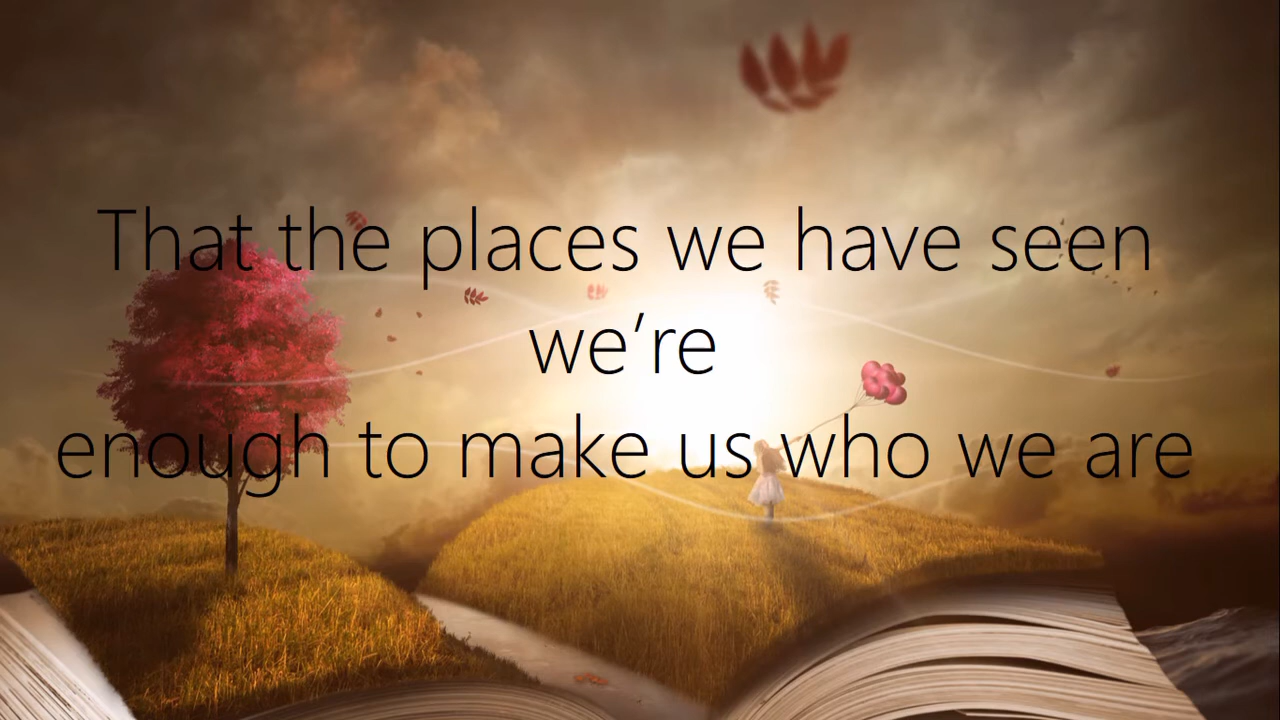 That the places we have seen
we’re
enough to make us who we are